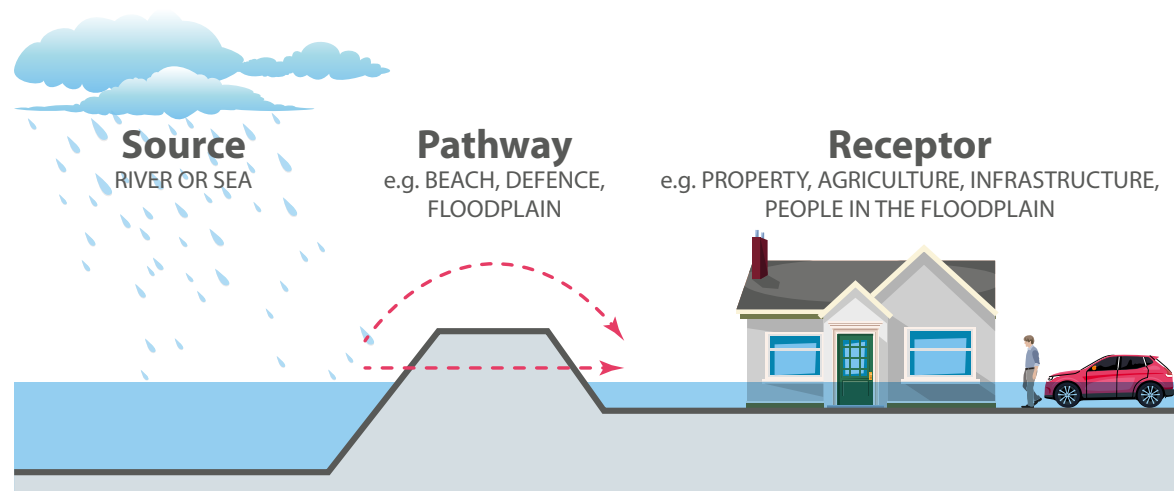 Source
RIVER OR SEA
Pathway
e.g. BEACH, DEFENCE,
FLOODPLAIN
Receptor
e.g. PROPERTY, AGRICULTURE, INFRASTRUCTURE,
PEOPLE IN THE FLOODPLAIN